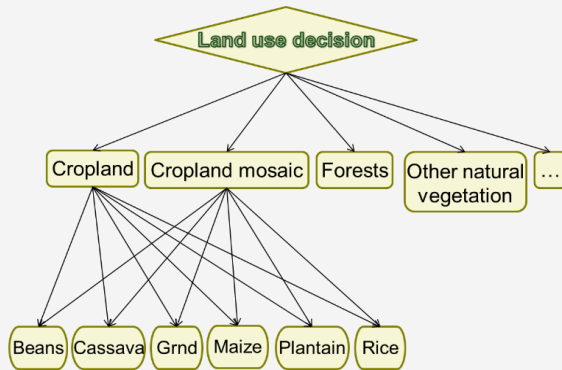 Land use decision
Cropland
Cropland mosaic
Forests
Other natural
vegetation
...
Beans
Cassava
Grnd
Maize
Plantain
Rice